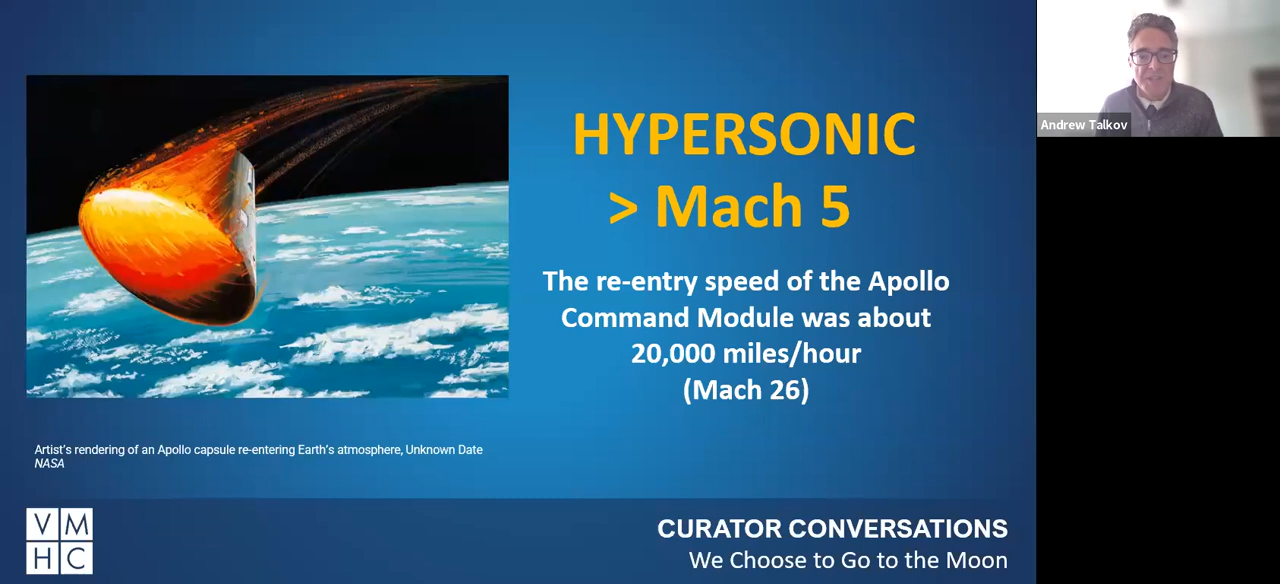 HYPERSONIC
> Mach 5
The re-entry speed of the Apollo
Command Module was about
20,000 miles/hour
(Mach 26)
Artist's rendering of an Apollo capsule re-entering Earth's atmosphere, Unknown Date
NASA
V M
H C
CURATOR CONVERSATIONS
We Choose to Go to the Moon
Andrew Talkov